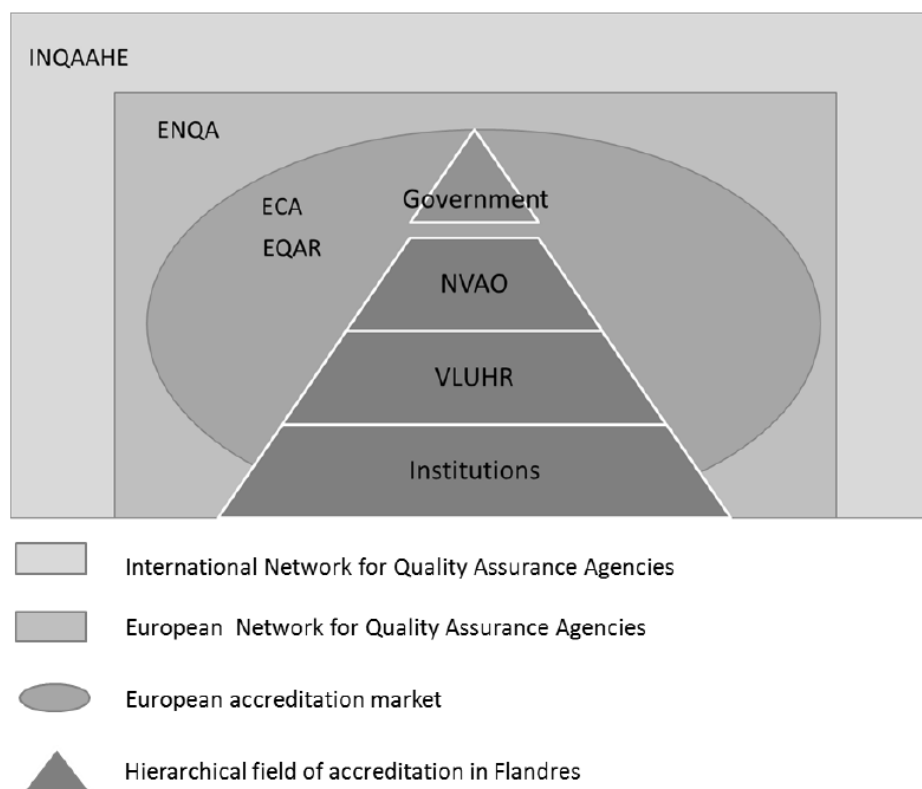 INQAAHE
ENQA
Government
ECA
EQAR
NVAO
VLUHR
Institutions
International Network for Quality Assurance Agencies
European Network for Quality Assurance Agencies
European accreditation market
Hierarchical field of accreditation in Flandres